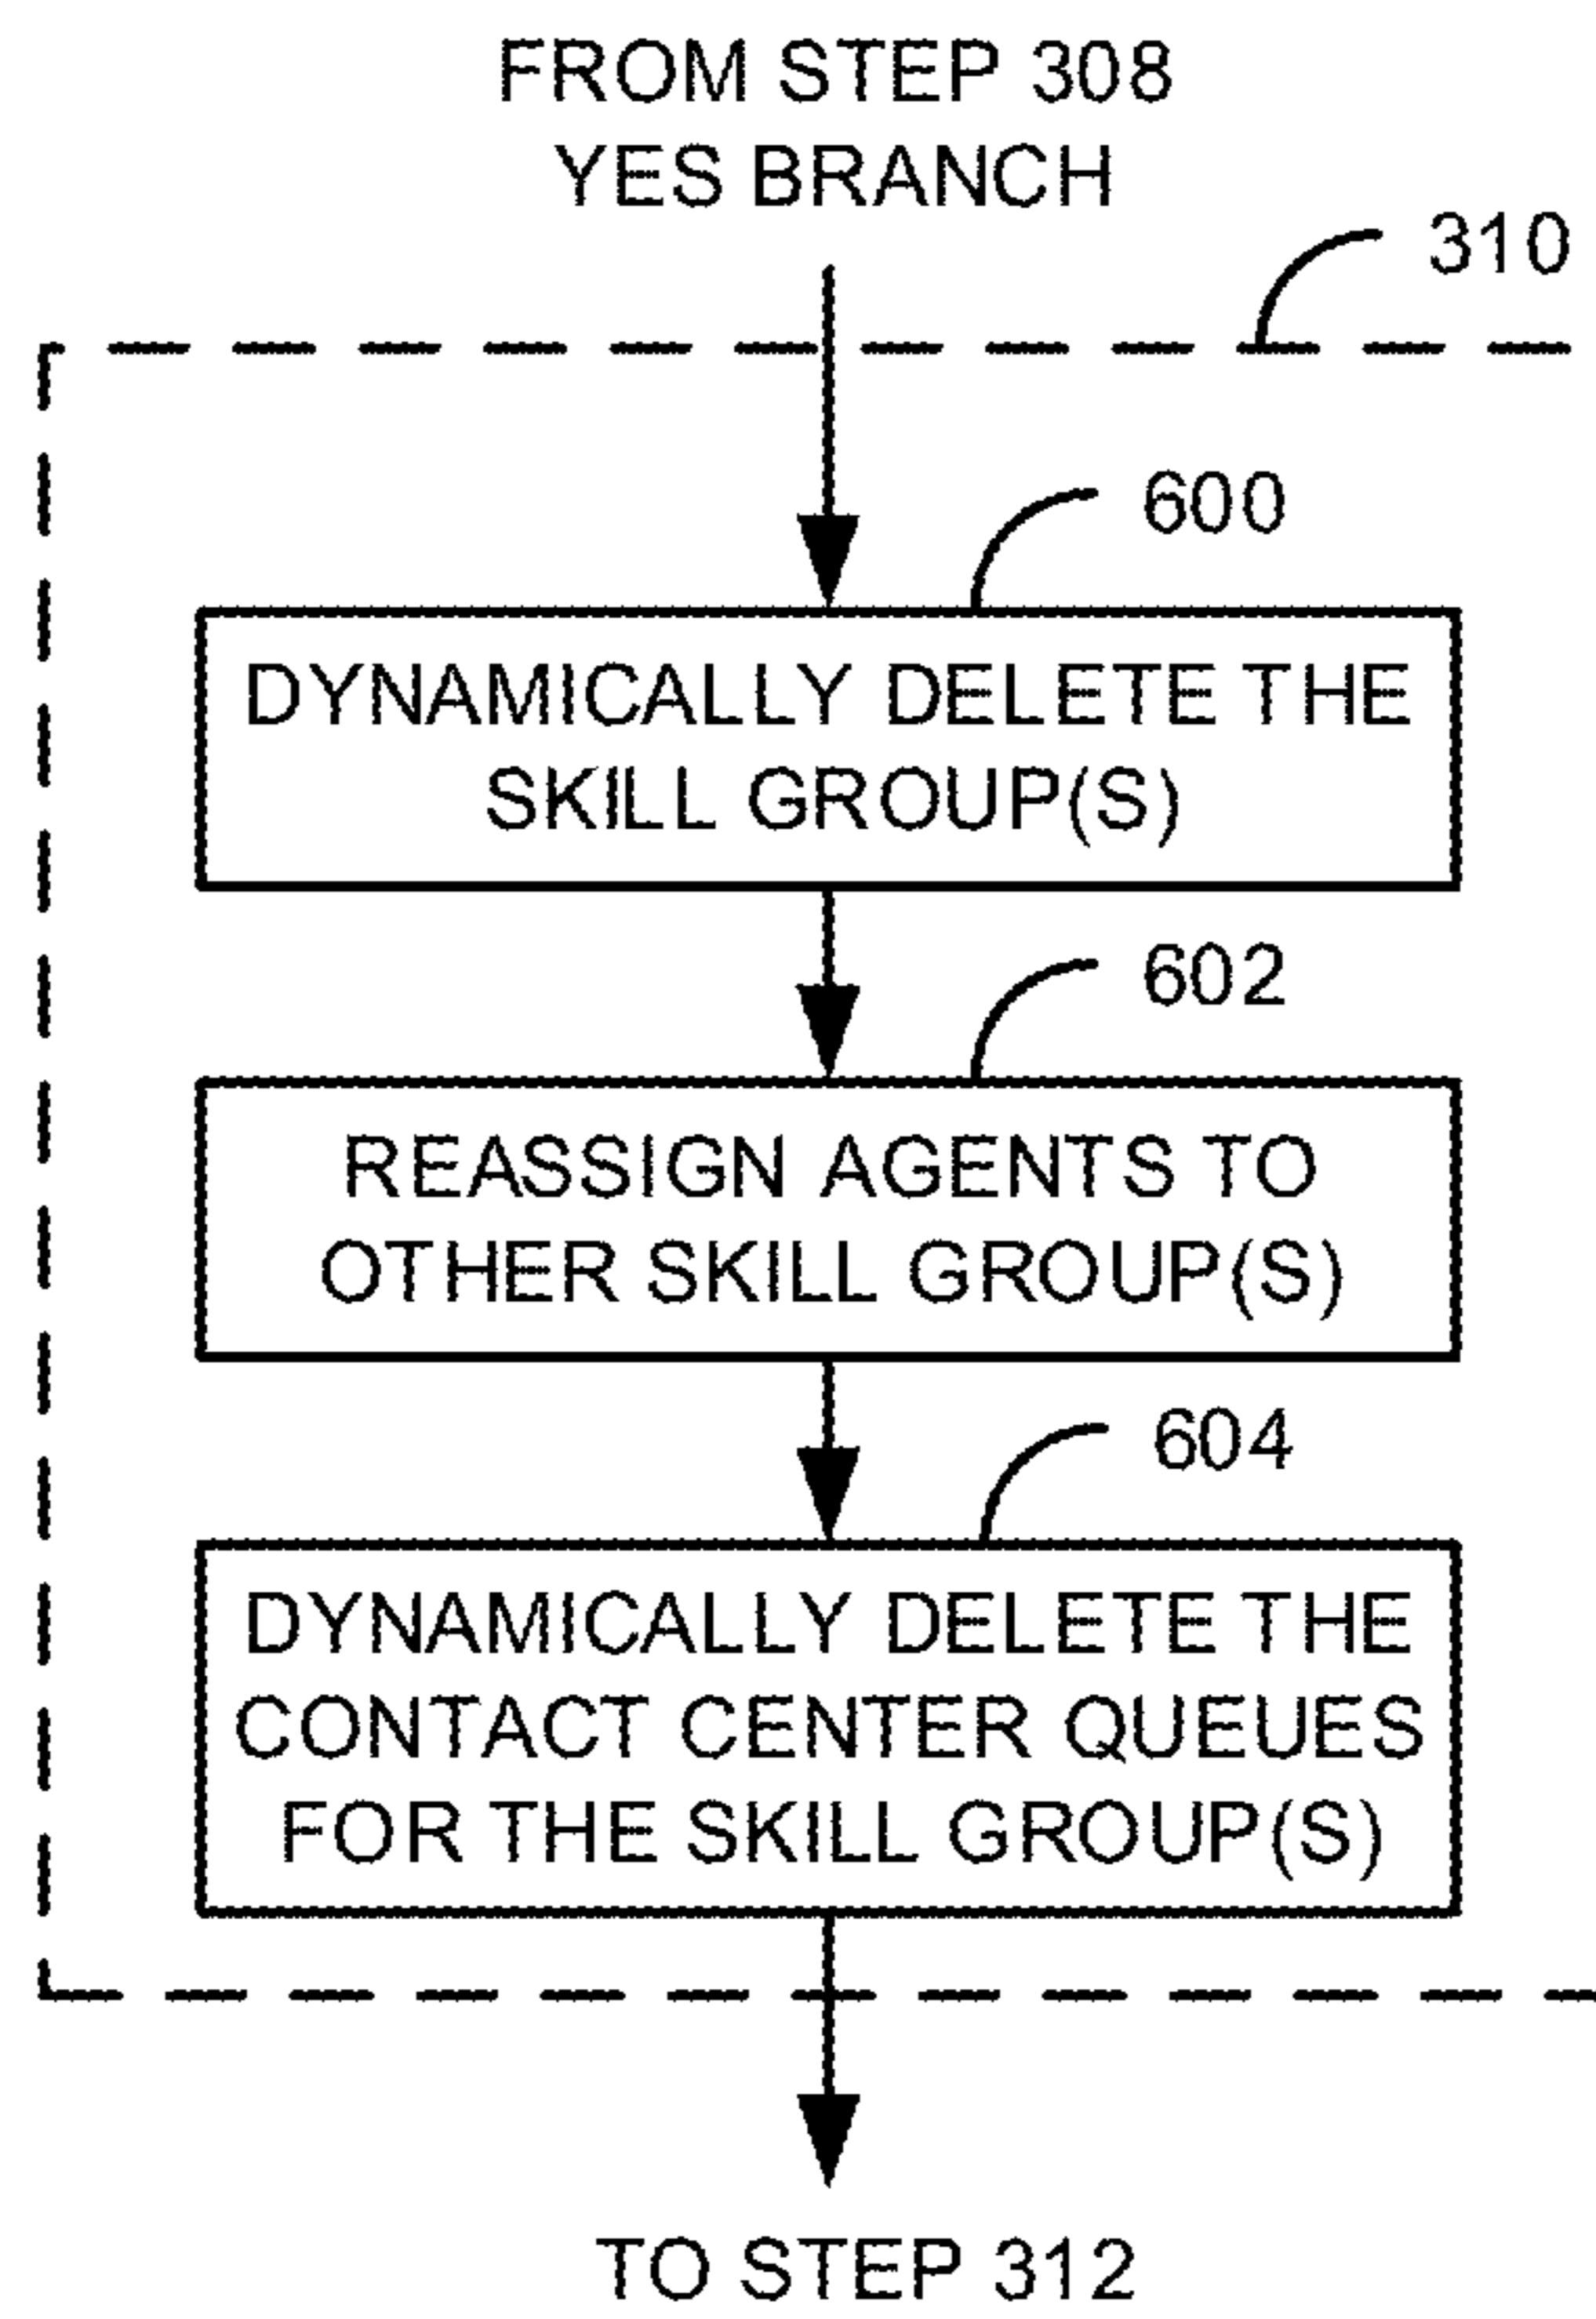 FROM STEP 308
YES BRANCH
310
600
DYNAMICALLY DELETE THE
SKILL GROUP(S)
602
REASSIGN AGENTS TO
OTHER SKILL GROUP(S)
604
DYNAMICALLY DELETE THE
CONTACT CENTER QUEUES
FOR THE SKILL GROUP(S)
TO STEP 312